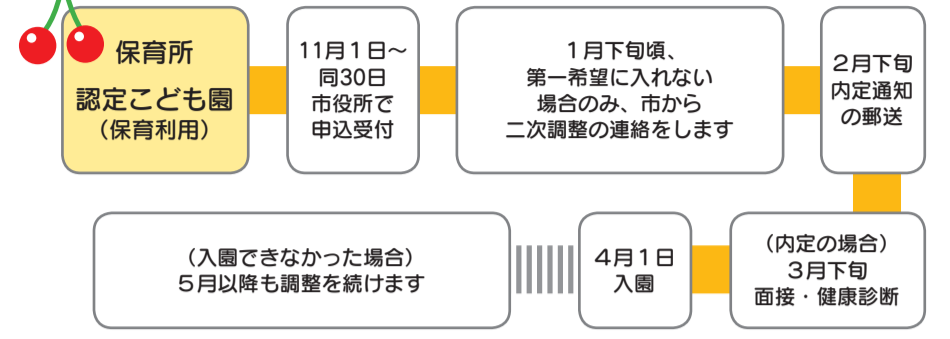 保育所
認定こども園
（保育利用）
11月１日～
同30日
市役所で
申込受付
１月下旬頃、
第一希望に入れない
場合のみ、市から
二次調整の連絡をします
２月下旬
内定通知
の郵送
（内定の場合）
３月下旬
面接・健康診断
４月１日
入園
（入園できなかった場合）
５月以降も調整を続けます